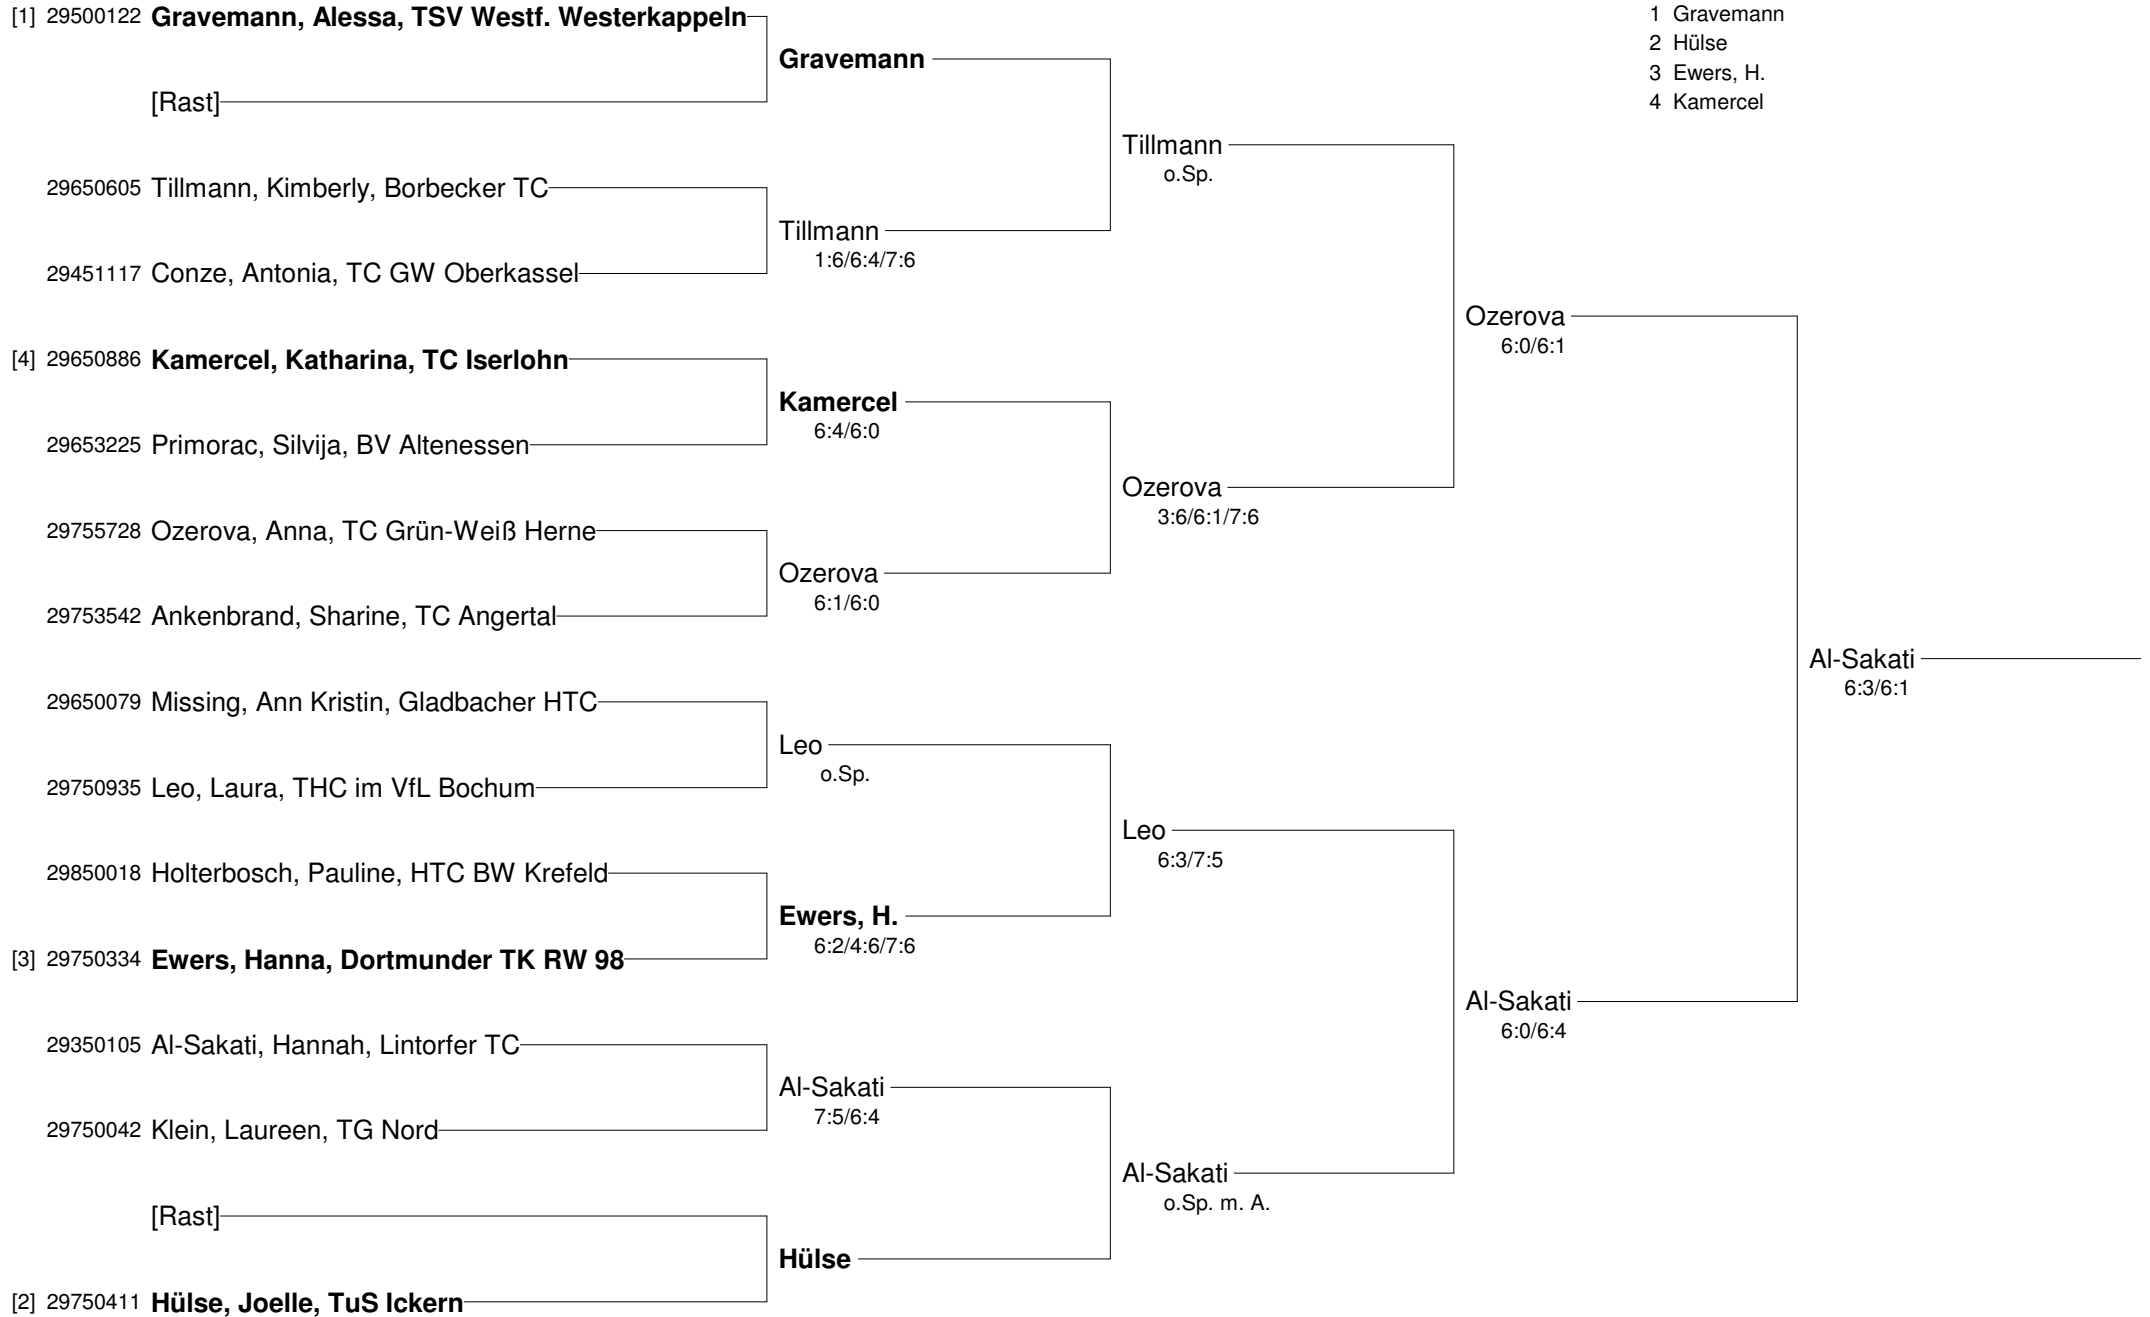 [1] 29500122 Gravemann, Alessa, TSV Westf. Westerkappeln
[Rast]
29650605 Tillmann, Kimberly, Borbecker TC
29451117 Conze, Antonia, TC GW Oberkassel
[4] 29650886 Kamercel, Katharina, TC Iserlohn
29653225 Primorac, Silvija, BV Altenessen
29755728 Ozerova, Anna, TC Grün-Weiß Herne
29753542 Ankenbrand, Sharine, TC Angertal
29650079 Missing, Ann Kristin, Gladbacher HTC
29750935 Leo, Laura, THC im VfL Bochum
29850018 Holterbosch, Pauline, HTC BW Krefeld
[3] 29750334 Ewers, Hanna, Dortmunder TK RW 98
29350105 Al-Sakati, Hannah, Lintorfer TC
29750042 Klein, Laureen, TG Nord
[Rast]
[2] 29750411 Hülse, Joelle, TuS Ickern
Gravemann
Tillmann
1:6/6:4/7:6
Kamercel
6:4/6:0
Ozerova
6:1/6:0
Leo
o.Sp.
Ewers, H.
6:2/4:6/7:6
Al-Sakati
7:5/6:4
Hülse
Tillmann
o.Sp.
Ozerova
3:6/6:1/7:6
Leo
6:3/7:5
Al-Sakati
o.Sp. m. A.
Ozerova
6:0/6:1
Al-Sakati
6:0/6:4
Al-Sakati
6:3/6:1
1 Gravemann
2 Hülse
3 Ewers, H.
4 Kamercel